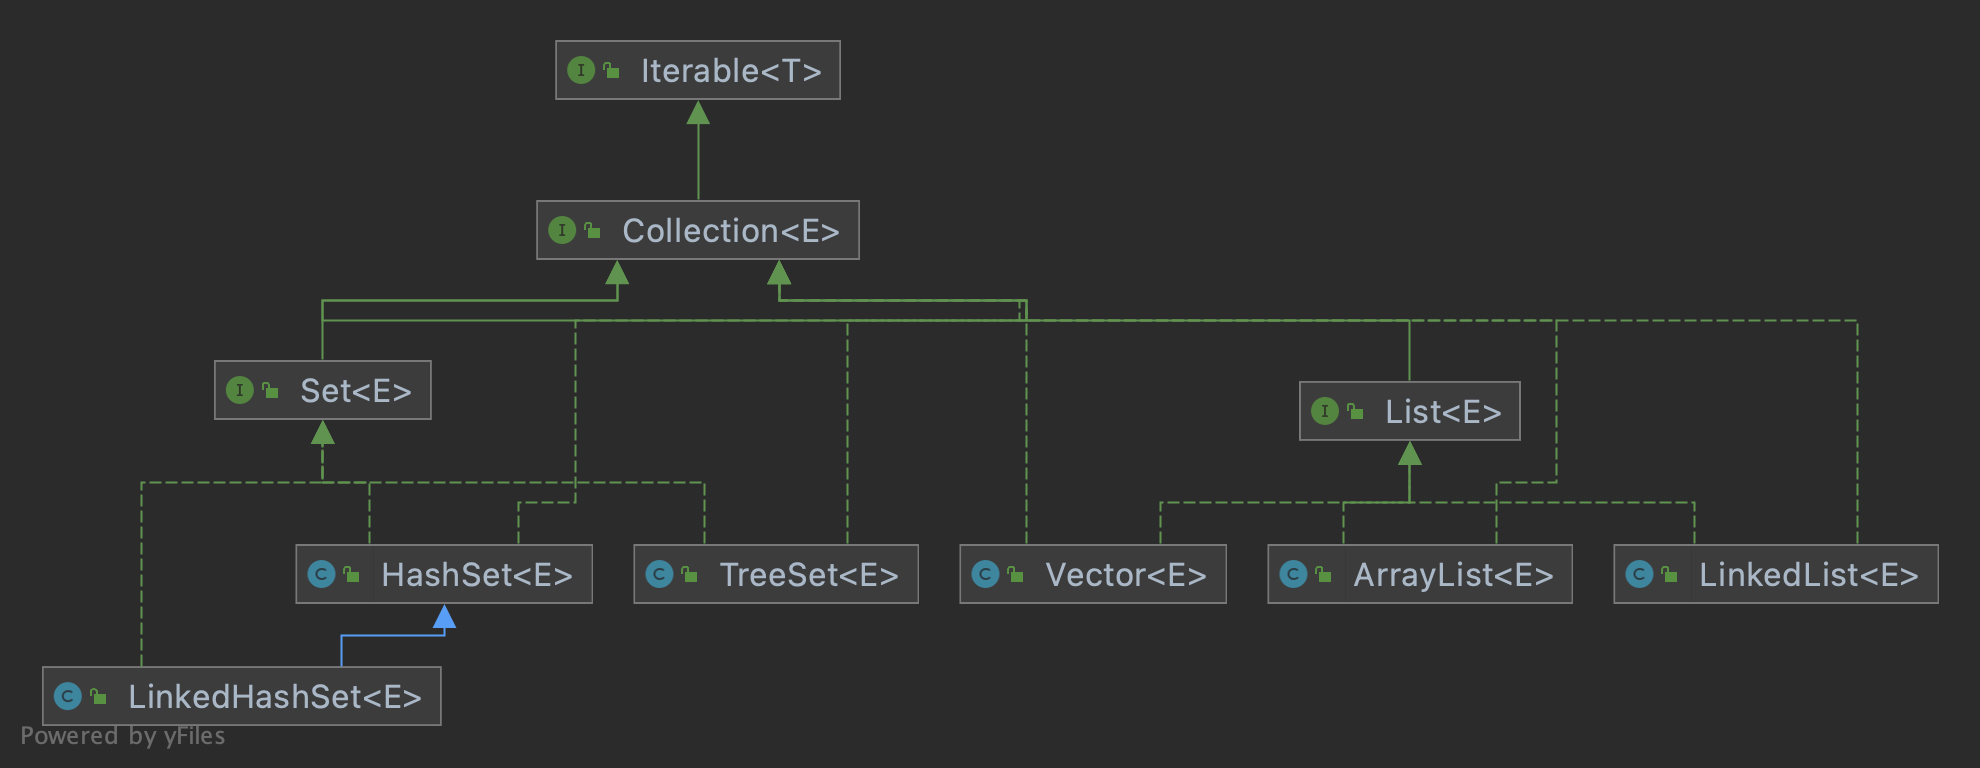 I Iterable<T>
I Collection<E>
I Set<E>
I List<E>
C HashSet<E>
C TreeSet<E>
C Vector<E>
C ArrayList<E>
C LinkedList<E>
C LinkedHashSet<E>
Powered by yFiles